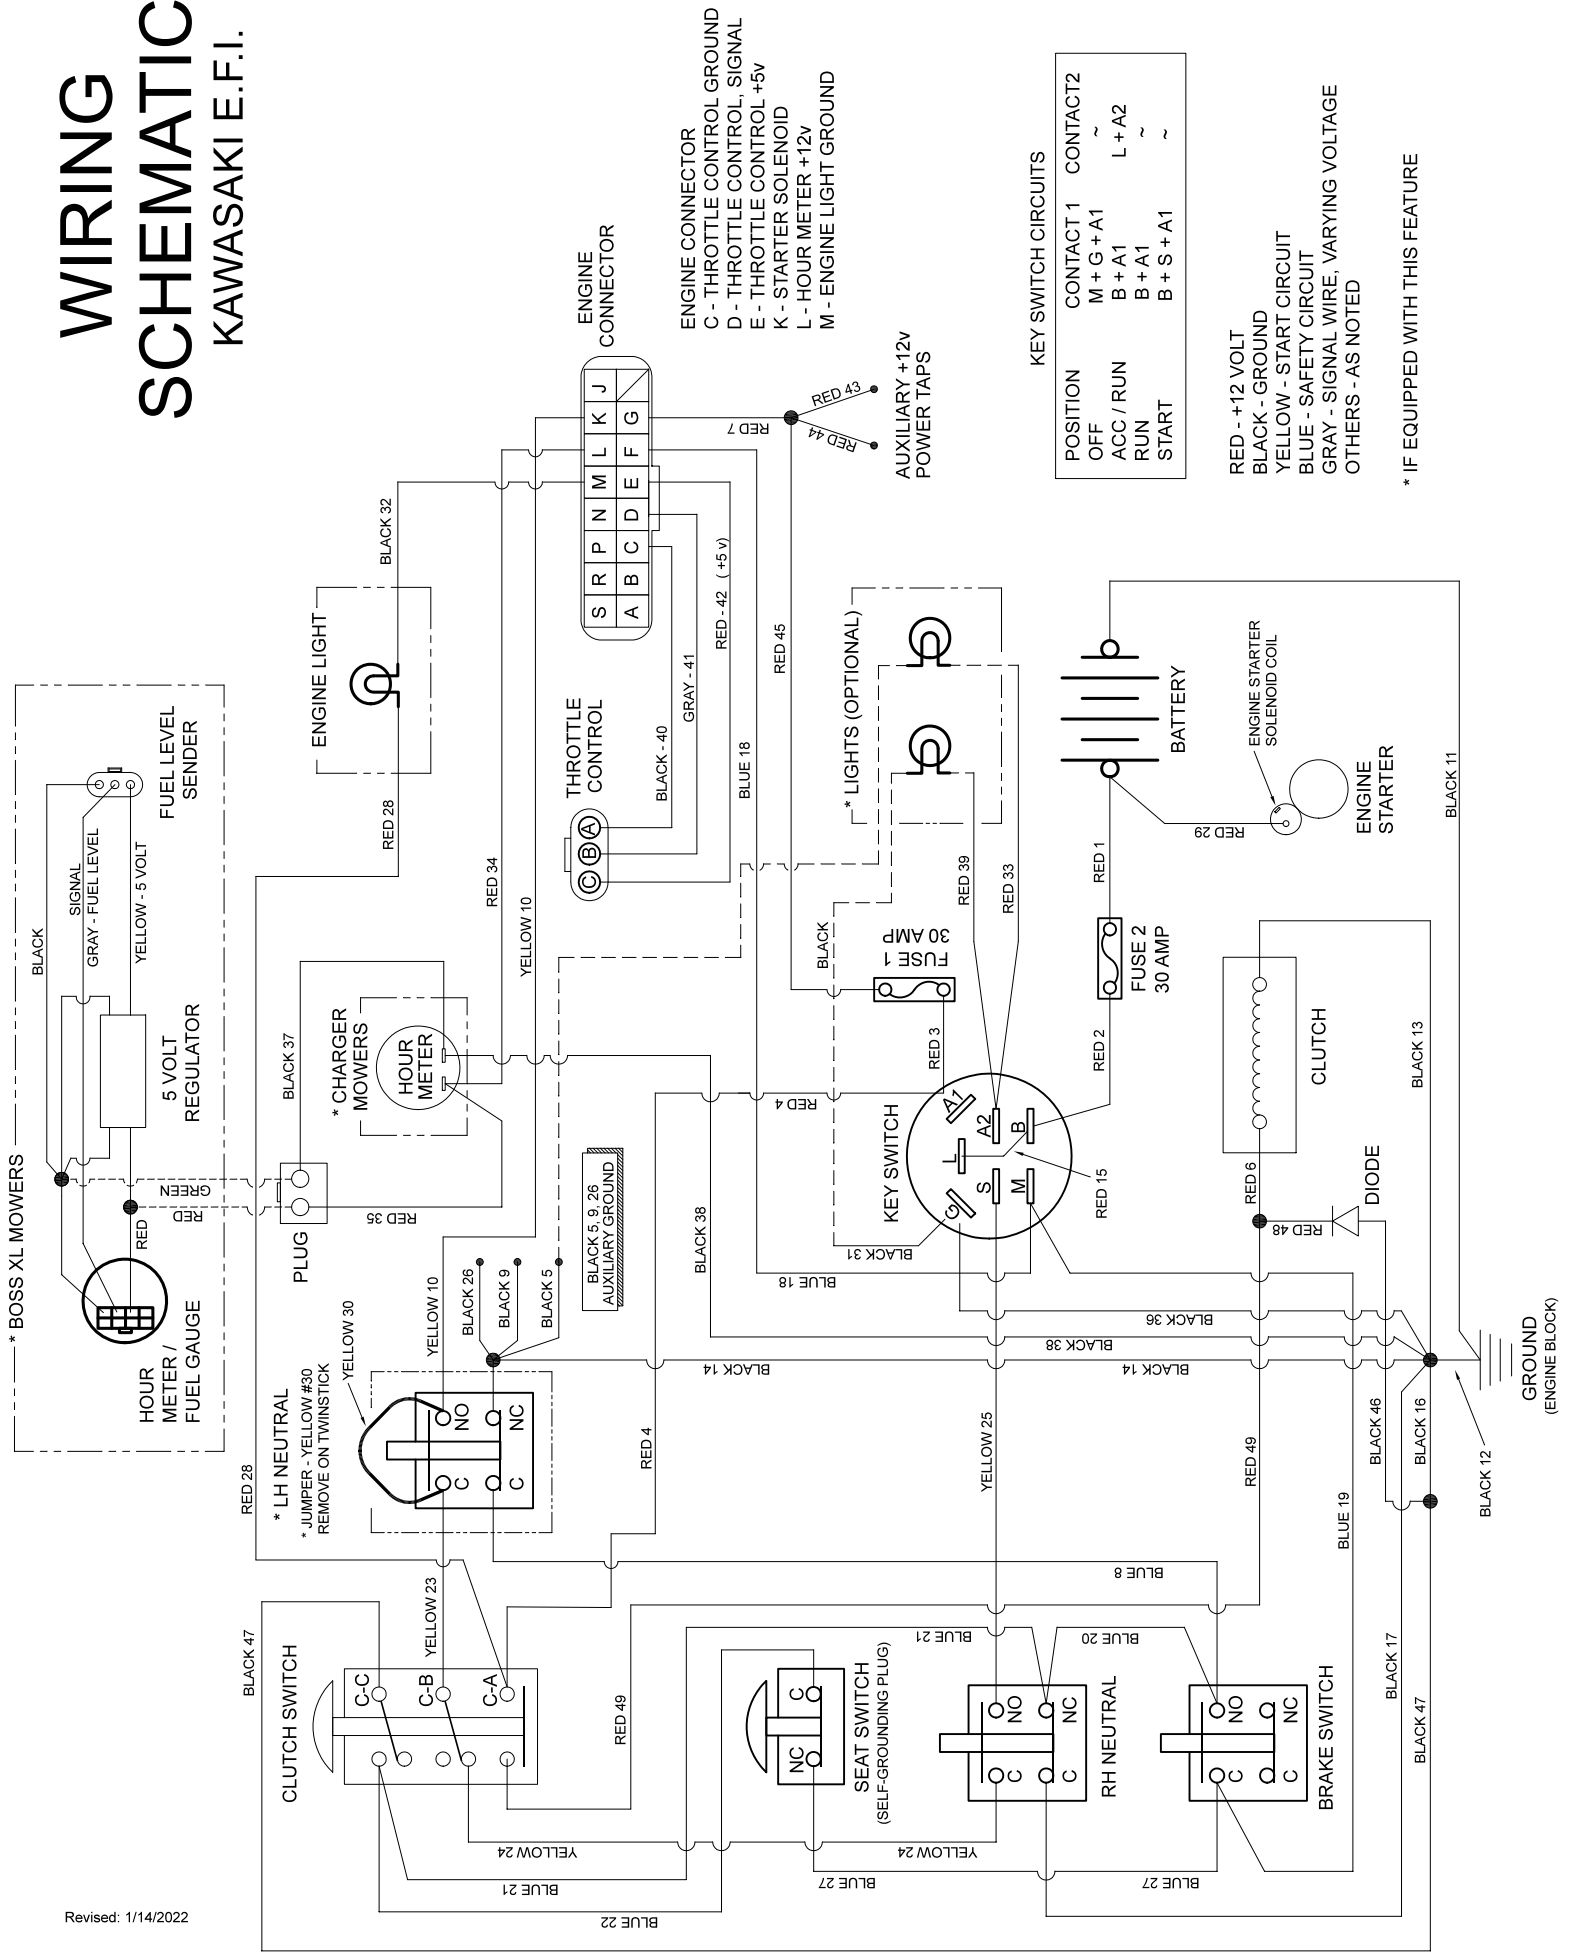 WIRING
SCHEMATIC
KAWASAKI E.F.I.
Revised: 1/14/2022
* BOSS XL MOWERS
HOUR
METER /
FUEL GAUGE
RED
RED
GREEN
BLACK
SIGNAL
GRAY - FUEL LEVEL
YELLOW - 5 VOLT
5 VOLT
REGULATOR
FUEL LEVEL
SENDER
PLUG
BLACK 37
RED 35
* CHARGER
MOWERS
HOUR
METER
ENGINE LIGHT
RED 28
BLACK 32
RED 28
RED 34
YELLOW 10
THROTTLE
CONTROL
C
B
A
BLACK - 40
GRAY - 41
RED - 42 ( +5 v)
BLUE 18
RED 45
RED 7
RED 43
RED 44
AUXILIARY +12v
POWER TAPS
ENGINE
CONNECTOR
S R P N M L K J
A B C D E F G
ENGINE CONNECTOR
C - THROTTLE CONTROL GROUND
D - THROTTLE CONTROL, SIGNAL
E - THROTTLE CONTROL +5v
K - STARTER SOLENOID
L - HOUR METER +12v
M - ENGINE LIGHT GROUND
KEY SWITCH CIRCUITS
POSITION CONTACT 1 CONTACT2
OFF M + G + A1 ~
ACC / RUN B + A1 L + A2
RUN B + A1 ~
START B + S + A1 ~
RED - +12 VOLT
BLACK - GROUND
YELLOW - START CIRCUIT
BLUE - SAFETY CIRCUIT
GRAY - SIGNAL WIRE, VARYING VOLTAGE
OTHERS - AS NOTED
* IF EQUIPPED WITH THIS FEATURE
* LH NEUTRAL
* JUMPER - YELLOW #30
REMOVE ON TWINSTICK
YELLOW 30
YELLOW 10
C
NO
C
NC
BLACK 26
BLACK 9
BLACK 5
BLACK 5, 9, 26
AUXILIARY GROUND
BLACK 38
RED 4
RED 4
BLACK 14
BLACK 14
BLACK 38
BLACK 36
BLACK 31
BLUE 18
KEY SWITCH
G
L
A1
S
A2
M
B
RED 15
RED 3
FUSE 1
30 AMP
BLACK
RED 39
RED 33
* LIGHTS (OPTIONAL)
RED 2
FUSE 2
30 AMP
RED 1
BATTERY
RED 29
ENGINE STARTER
SOLENOID COIL
ENGINE
STARTER
BLACK 11
CLUTCH
RED 6
BLACK 13
DIODE
RED 48
BLACK 46
BLACK 16
BLACK 12
GROUND
(ENGINE BLOCK)
CLUTCH SWITCH
C-C
C-B
C-A
BLACK 47
YELLOW 23
RED 49
YELLOW 24
YELLOW 24
BLUE 21
BLUE 22
BLUE 21
BLUE 20
BLUE 8
BLUE 27
BLUE 27
SEAT SWITCH
(SELF-GROUNDING PLUG)
NC
C
RH NEUTRAL
C
NO
C
NC
BRAKE SWITCH
C
NO
C
NC
YELLOW 25
RED 49
BLUE 19
BLACK 17
BLACK 47